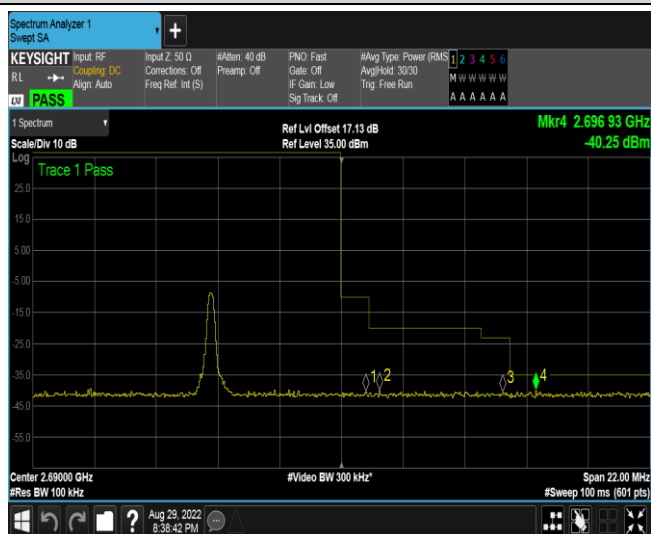 Spectrum Analyzer 1
Swept SA
+
KEYSIGHT
RL
LXI PASS
Input: RF
Coupling: DC
Align: Auto
Input Z: 50 Ω
Corrections: Off
Freq Ref: Int (S)
#Atten: 40 dB
Preamp: Off
PNO: Fast
Gate: Off
IF Gain: Low
Sig Track: Off
#Avg Type: Power (RMS
Avg|Hold: 30/30
Trig: Free Run
1 2 3 4 5 6
M W W W W W
A A A A A A
1 Spectrum
Scale/Div 10 dB
Ref Lvl Offset 17.13 dB
Ref Level 35.00 dBm
Mkr4 2.696 93 GHz
-40.25 dBm
Log
Trace 1 Pass
25.0
15.0
5.00
-5.00
-15.0
-25.0
-35.0
-45.0
-55.0
1 2 3 4
Center 2.69000 GHz
#Res BW 100 kHz
#Video BW 300 kHz*
Span 22.00 MHz
#Sweep 100 ms (601 pts)
?
Aug 29, 2022
8:38:42 PM